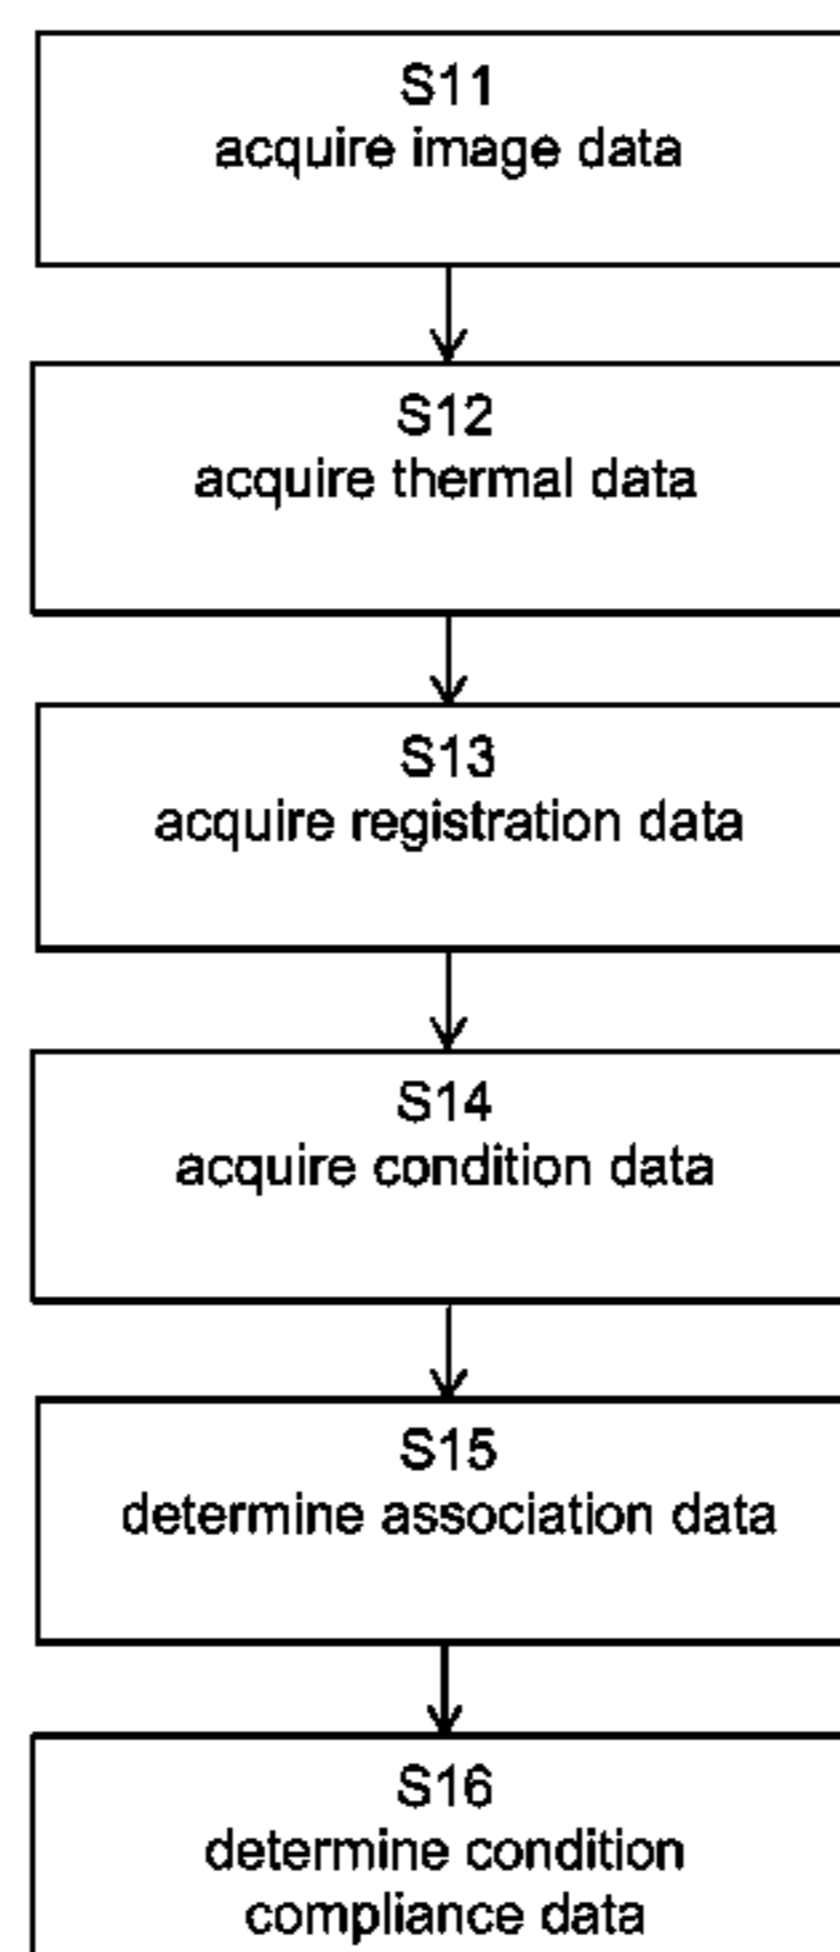 S11
acquire image data
S12
acquire thermal data
S13
acquire registration data
S14
acquire condition data
S15
determine association data
S16
determine condition
compliance data